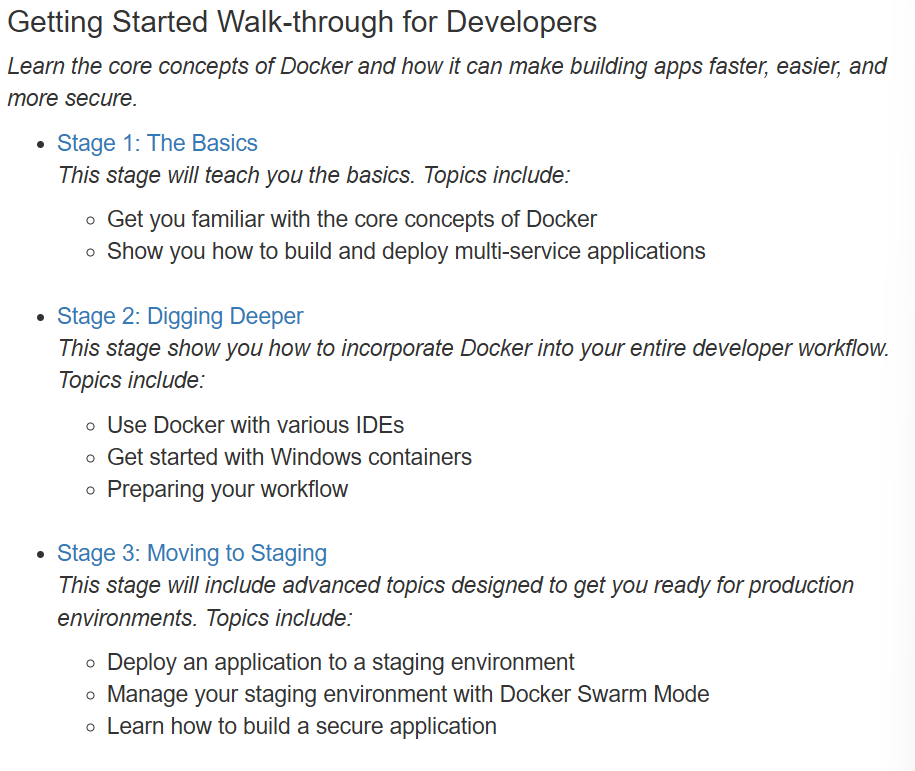 Getting Started Walk-through for Developers
Learn the core concepts of Docker and how it can make building apps faster, easier, and
more secure.
Stage 1: The Basics
This stage will teach you the basics. Topics include:
Get you familiar with the core concepts of Docker
Show you how to build and deploy multi-service applications
Stage 2: Digging Deeper
This stage show you how to incorporate Docker into your entire developer workflow.
Topics include:
Use Docker with various IDEs
Get started with Windows containers
Preparing your workflow
Stage 3: Moving to Staging
This stage will include advanced topics designed to get you ready for production
environments. Topics include:
Deploy an application to a staging environment
Manage your staging environment with Docker Swarm Mode
Learn how to build a secure application